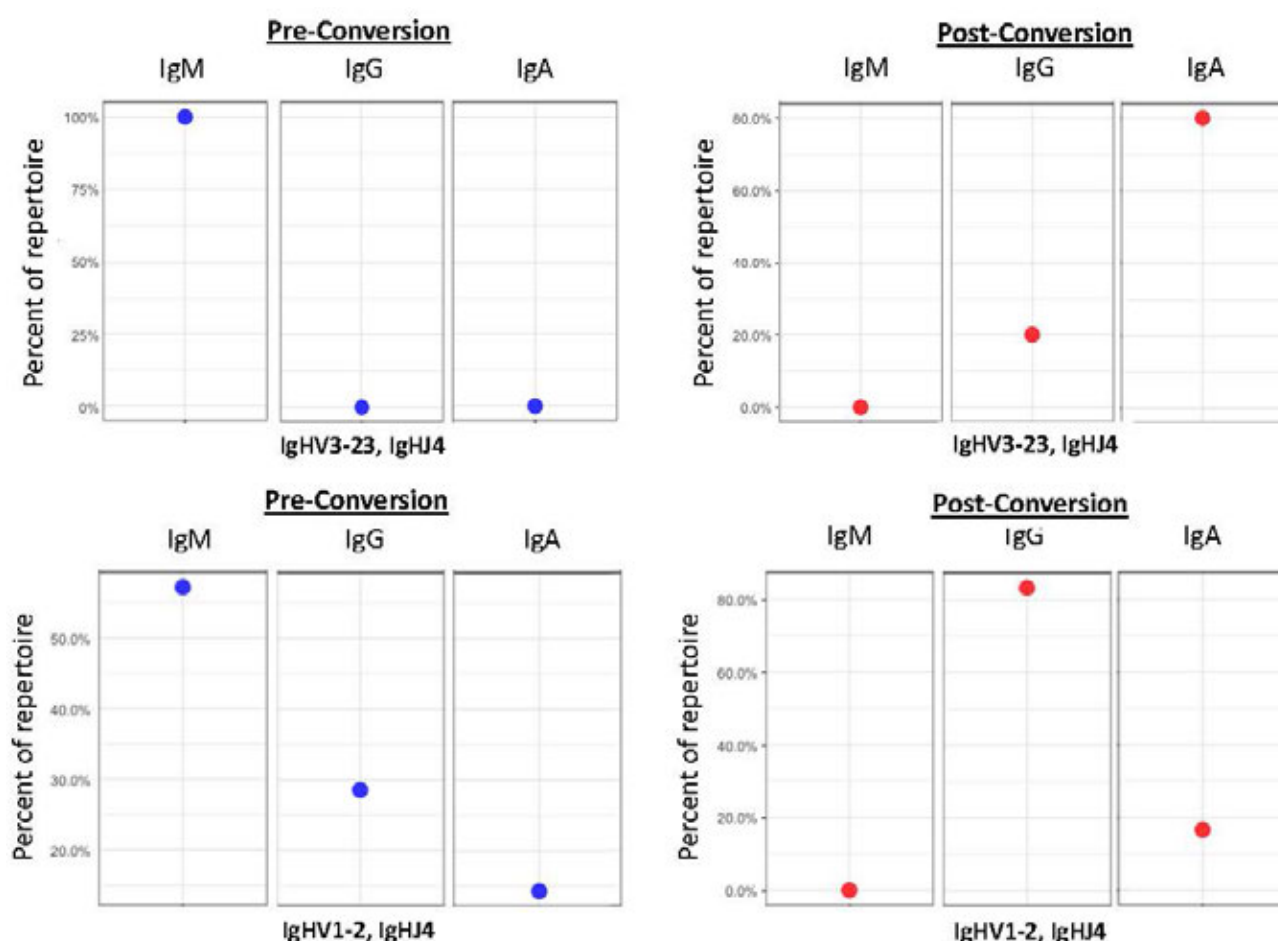 Pre-Conversion
IgM IgG IgA
Percent of repertoire
100%
75%
50%
25%
0%
IgHV3-23, IgHJ4
Post-Conversion
IgM IgG IgA
Percent of repertoire
80.0%
60.0%
40.0%
20.0%
0.0%
IgHV3-23, IgHJ4
Pre-Conversion
IgM IgG IgA
Percent of repertoire
50.0%
40.0%
30.0%
20.0%
IgHV1-2, IgHJ4
Post-Conversion
IgM IgG IgA
Percent of repertoire
80.0%
60.0%
40.0%
20.0%
0.0%
IgHV1-2, IgHJ4